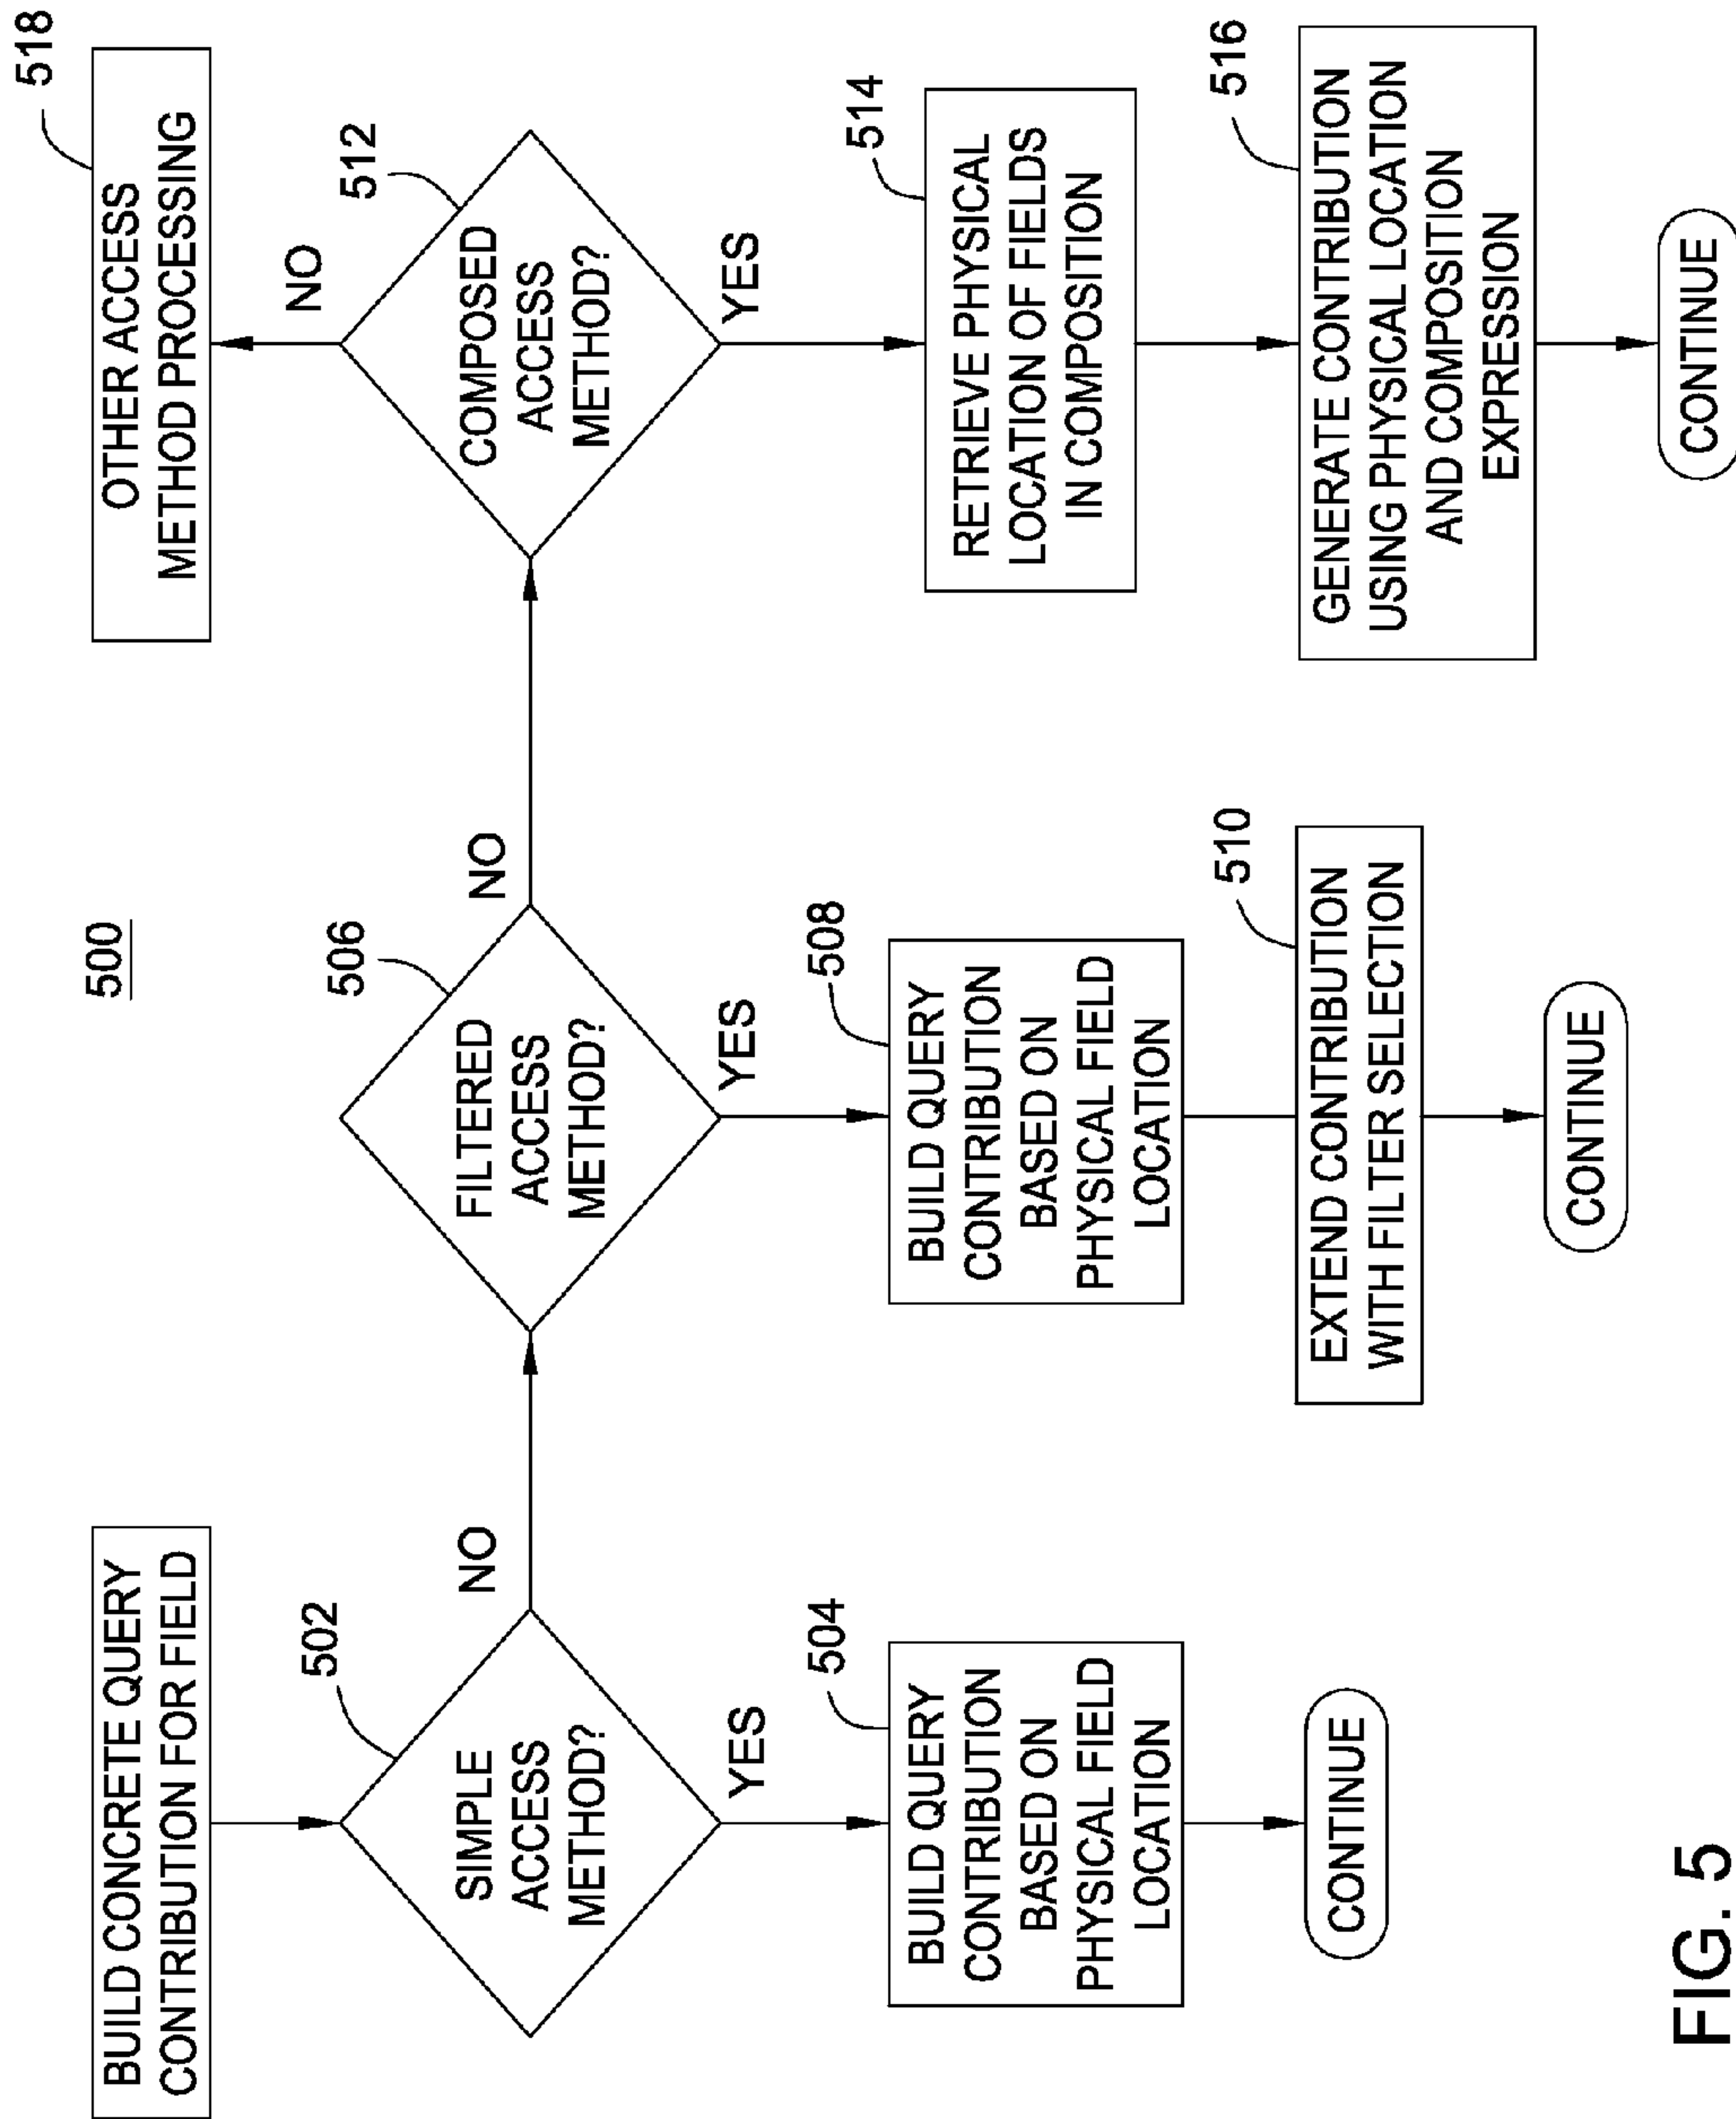 500
BUILD CONCRETE QUERY
CONTRIBUTION FOR FIELD
502
SIMPLE
ACCESS
METHOD?
NO
YES
504
BUILD QUERY
CONTRIBUTION
BASED ON
PHYSICAL FIELD
LOCATION
CONTINUE
506
FILTERED
ACCESS
METHOD?
NO
YES
508
BUILD QUERY
CONTRIBUTION
BASED ON
PHYSICAL FIELD
LOCATION
510
EXTEND CONTRIBUTION
WITH FILTER SELECTION
CONTINUE
518
OTHER ACCESS
METHOD PROCESSING
NO
512
COMPOSED
ACCESS
METHOD?
YES
514
RETRIEVE PHYSICAL
LOCATION OF FIELDS
IN COMPOSITION
516
GENERATE CONTRIBUTION
USING PHYSICAL LOCATION
AND COMPOSITION
EXPRESSION
CONTINUE
FIG. 5